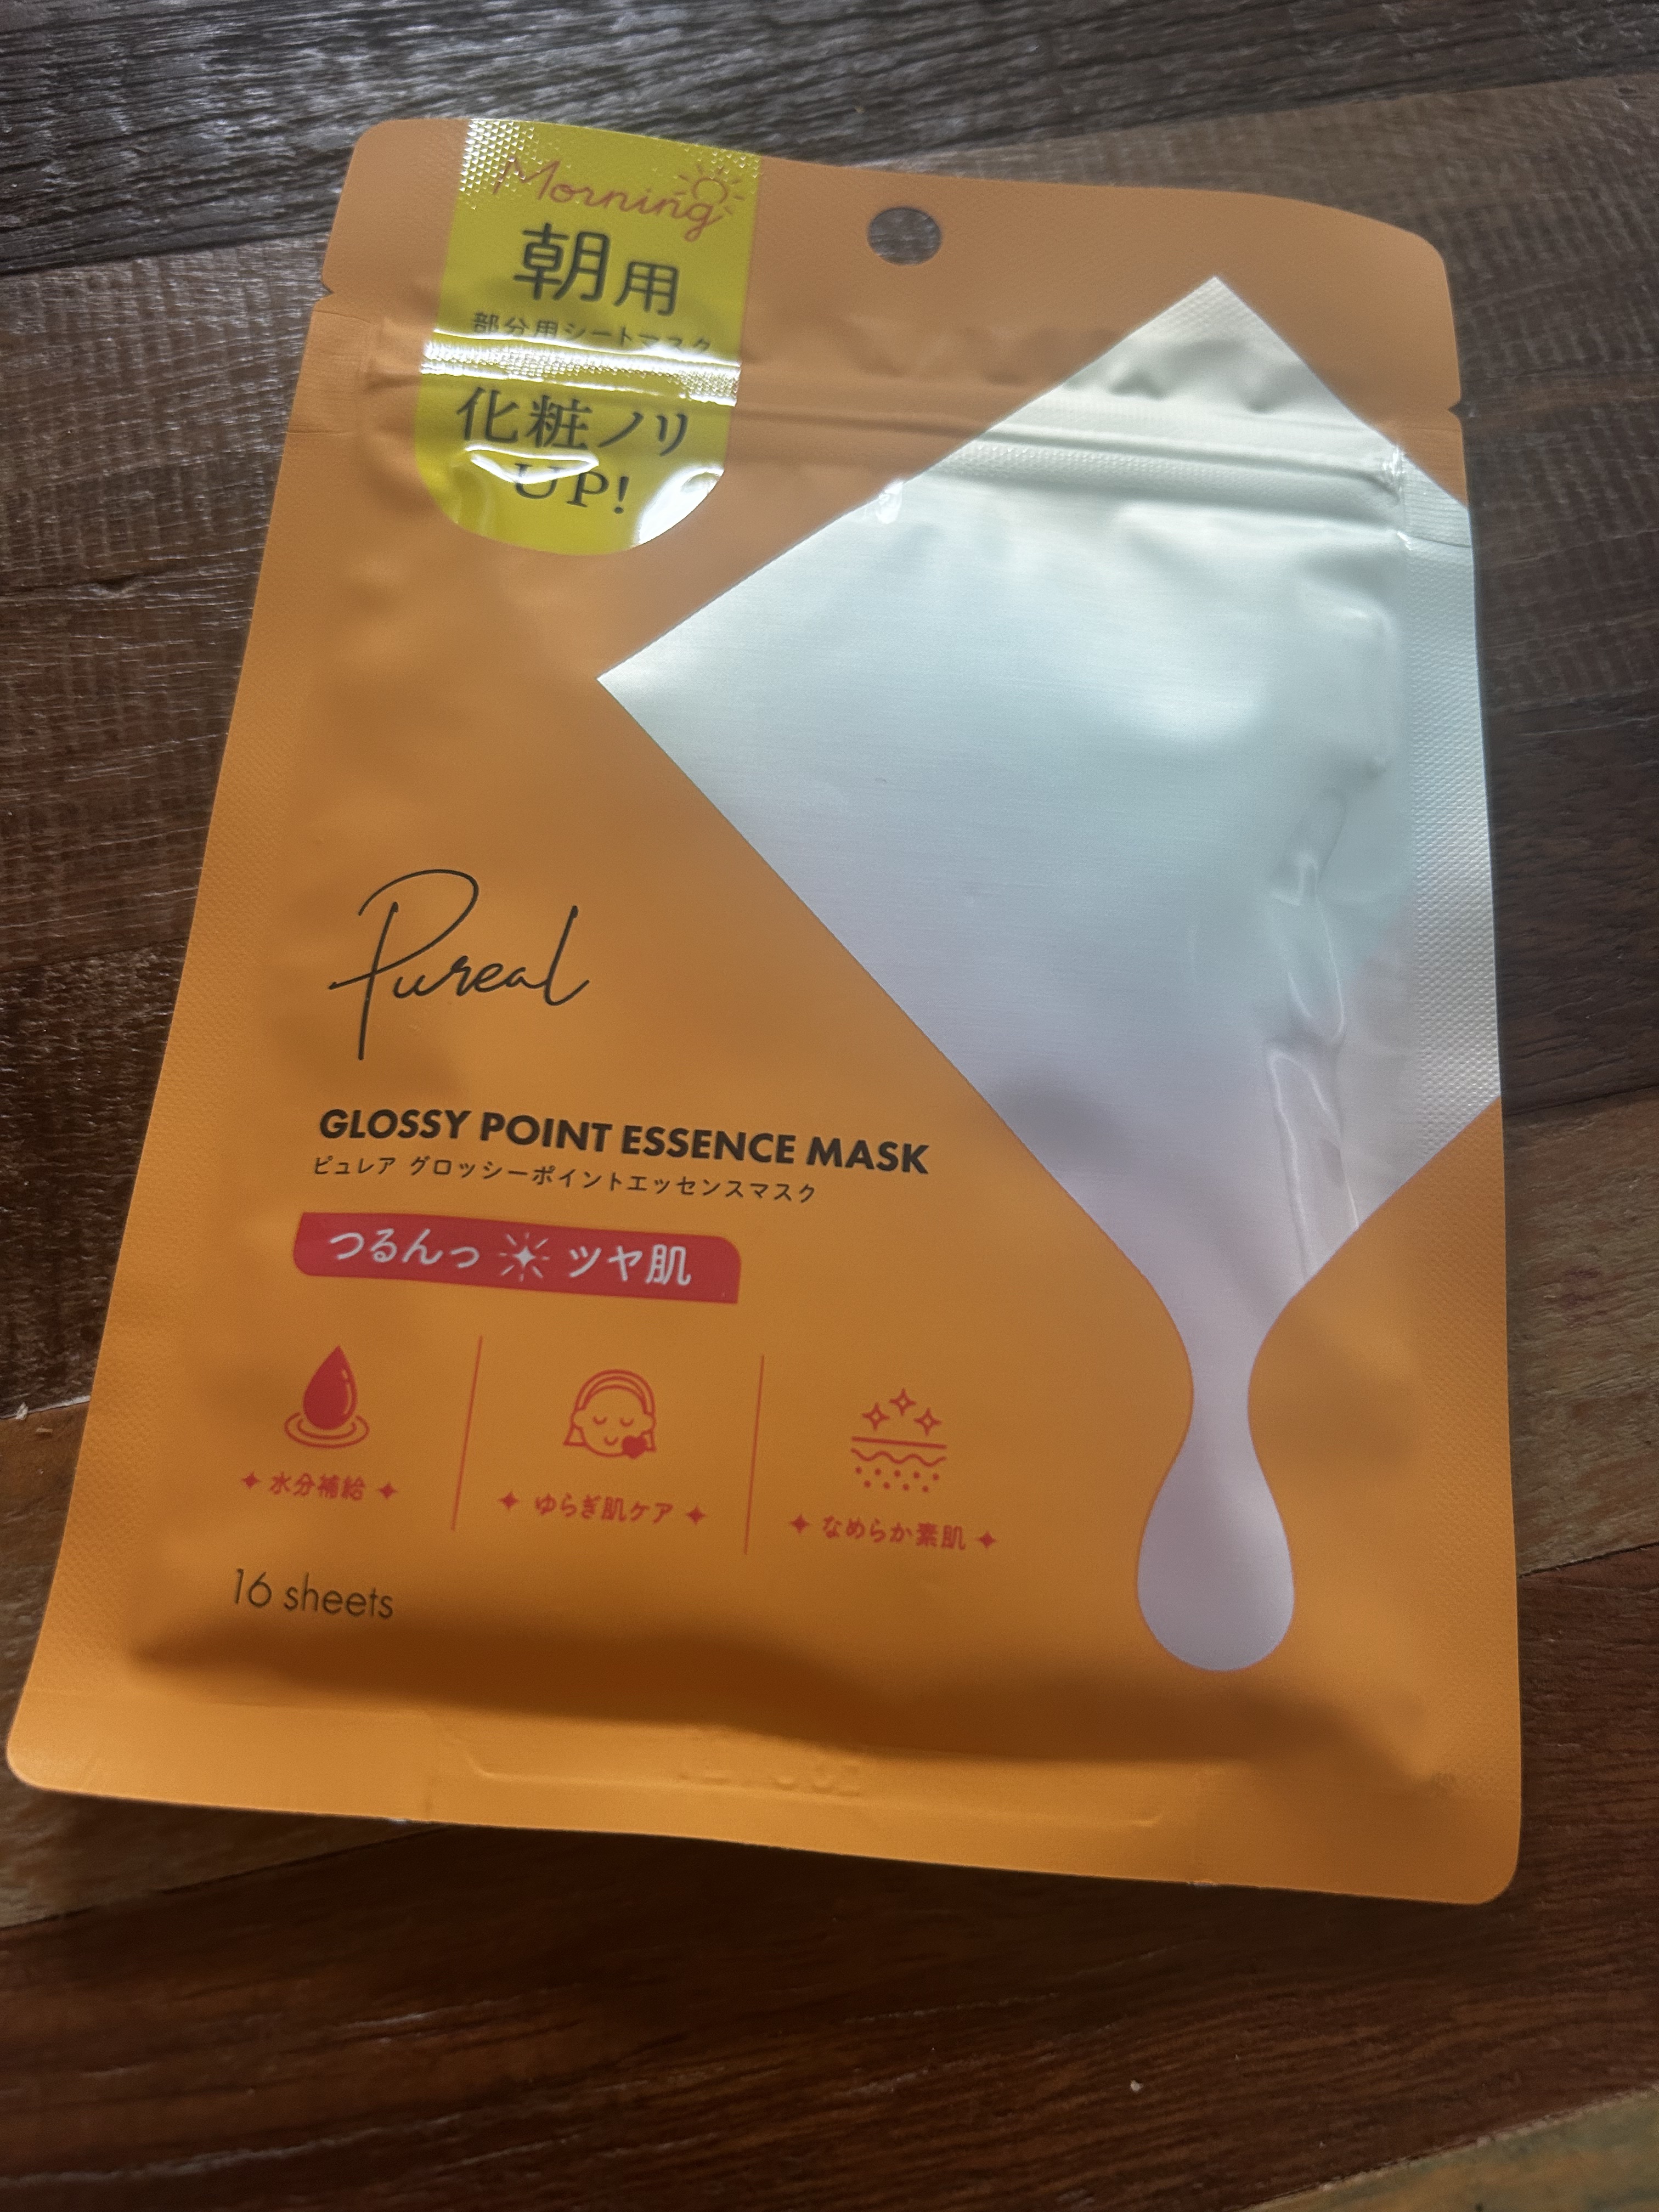 Morning
朝用
部分用シートマスク
化粧ノリ
UP!
Pureal
GLOSSY POINT ESSENCE MASK
ピュレア グロッシーポイントエッセンスマスク
つるんっ ツヤ肌
水分補給
ゆらぎ肌ケア
なめらか素肌
16 sheets